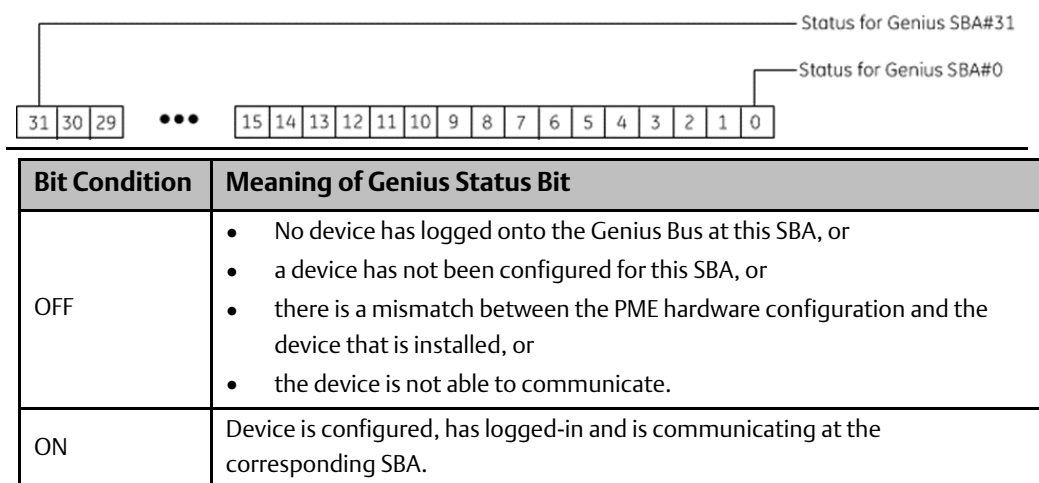 Status for Genius SBA#31
Status for Genius SBA#0
31 30 29 ••• 15 14 13 12 11 10 9 8 7 6 5 4 3 2 1 0
Bit Condition Meaning of Genius Status Bit
OFF
• No device has logged onto the Genius Bus at this SBA, or
• a device has not been configured for this SBA, or
• there is a mismatch between the PME hardware configuration and the
device that is installed, or
• the device is not able to communicate.
ON
Device is configured, has logged-in and is communicating at the
corresponding SBA.